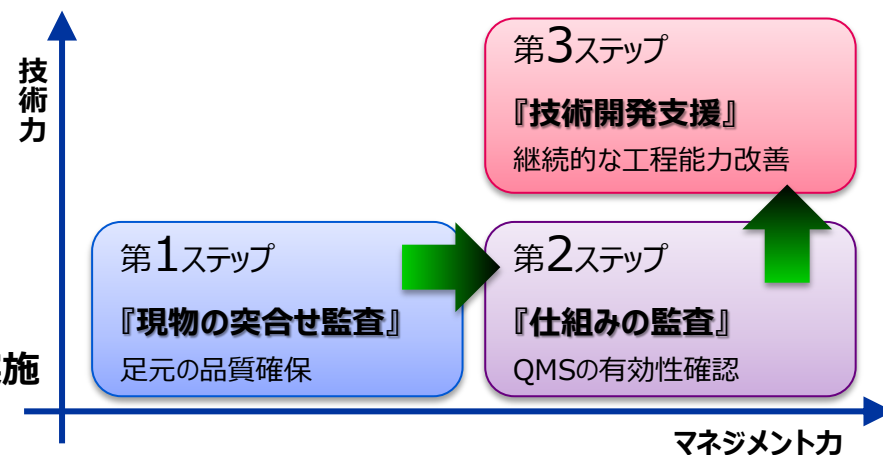 技術力
第3ステップ
『技術開発支援』
継続的な工程能力改善
第1ステップ
『現物の突合せ監査』
足元の品質確保
第2ステップ
『仕組みの監査』
QMSの有効性確認
施
マネジメント力